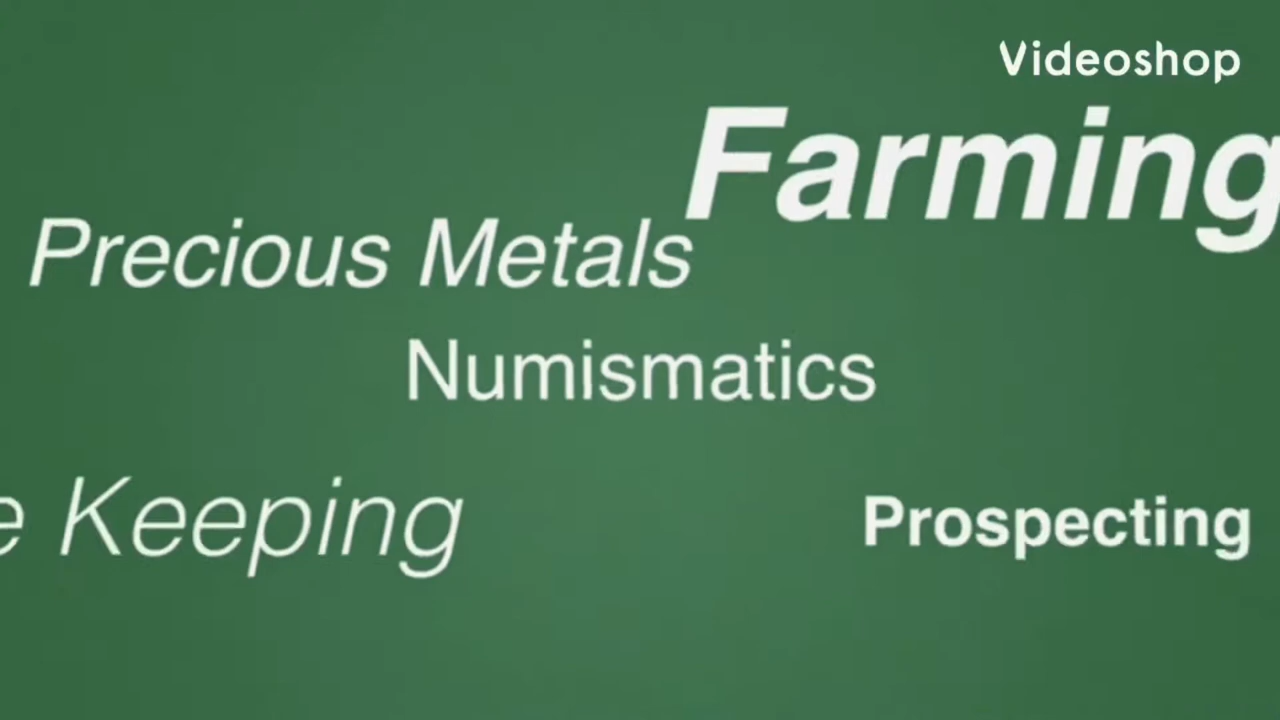 Videoshop
Farming
Precious Metals
Numismatics
e Keeping
Prospecting